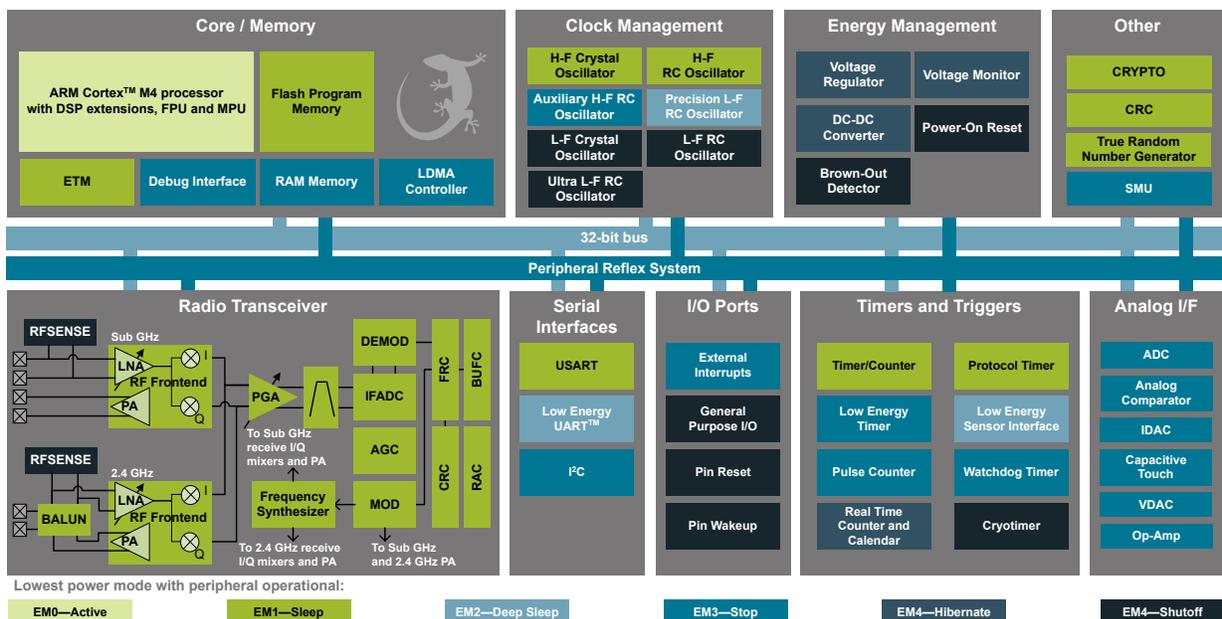 Core / Memory
ARM Cortex™ M4 processor
with DSP extensions, FPU and MPU
Flash Program
Memory
ETM
Debug Interface
RAM Memory
LDMA
Controller
Clock Management
H-F Crystal
Oscillator
H-F
RC Oscillator
Auxiliary H-F RC
Oscillator
Precision L-F
RC Oscillator
L-F Crystal
Oscillator
L-F RC
Oscillator
Ultra L-F RC
Oscillator
Energy Management
Voltage
Regulator
Voltage Monitor
DC-DC
Converter
Power-On Reset
Brown-Out
Detector
Other
CRYPTO
CRC
True Random
Number Generator
SMU
32-bit bus
Peripheral Reflex System
Radio Transceiver
RFSENSE
Sub GHz
LNA
I
RF Frontend
PA
Q
RFSENSE
2.4 GHz
LNA
I
BALUN
RF Frontend
PA
Q
PGA
To Sub GHz
receive I/Q
mixers and PA
Frequency
Synthesizer
To 2.4 GHz receive
I/Q mixers and PA
DEMOD
IFADC
AGC
MOD
To Sub GHz
and 2.4 GHz PA
FRC
BUFC
CRC
RAC
Serial
Interfaces
USART
Low Energy
UART™
I²C
I/O Ports
External
Interrupts
General
Purpose I/O
Pin Reset
Pin Wakeup
Timers and Triggers
Timer/Counter
Protocol Timer
Low Energy
Timer
Low Energy
Sensor Interface
Pulse Counter
Watchdog Timer
Real Time
Counter and
Calendar
Cryotimer
Analog I/F
ADC
Analog
Comparator
IDAC
Capacitive
Touch
VDAC
Op-Amp
Lowest power mode with peripheral operational:
EM0—Active
EM1—Sleep
EM2—Deep Sleep
EM3—Stop
EM4—Hibernate
EM4—Shutoff